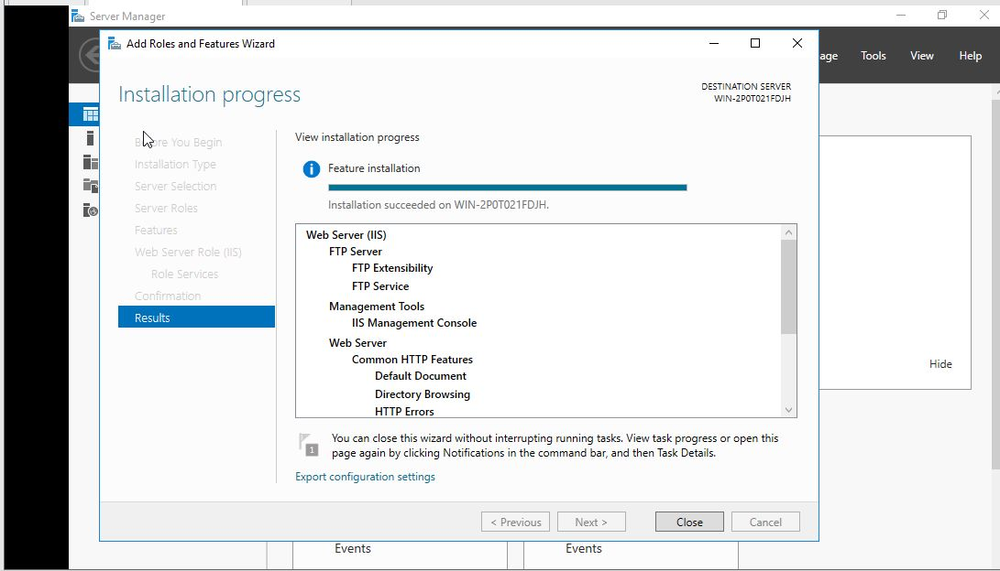 Server Manager
Add Roles and Features Wizard
age Tools View Help
Installation progress
DESTINATION SERVER
WIN-2P0T021FDJH
Before You Begin
Installation Type
Server Selection
Server Roles
Features
Web Server Role (IIS)
Role Services
Confirmation
Results
View installation progress
Feature installation
Installation succeeded on WIN-2P0T021FDJH.
Web Server (IIS)
FTP Server
FTP Extensibility
FTP Service
Management Tools
IIS Management Console
Web Server
Common HTTP Features
Default Document
Directory Browsing
HTTP Errors
Hide
1
You can close this wizard without interrupting running tasks. View task progress or open this
page again by clicking Notifications in the command bar, and then Task Details.
Export configuration settings
< Previous Next > Close Cancel
Events Events